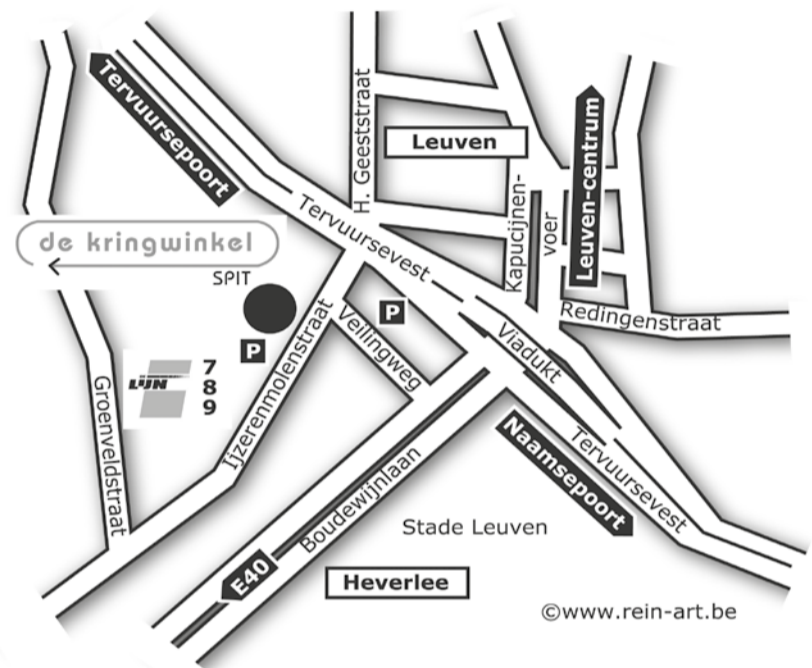 Tervuursepoort
H. Geeststraat
Leuven
Leuven-centrum
Kapucijnen-
voer
Tervuursevest
de kringwinkel
SPIT
P
P
Veilingweg
Redingenstraat
Viadukt
LIJN
7
8
9
Groenveldstraat
Ijzerenmolenstraat
Boudewijnlaan
Naamsepoort
Tervuursevest
Stade Leuven
E40
Heverlee
©www.rein-art.be